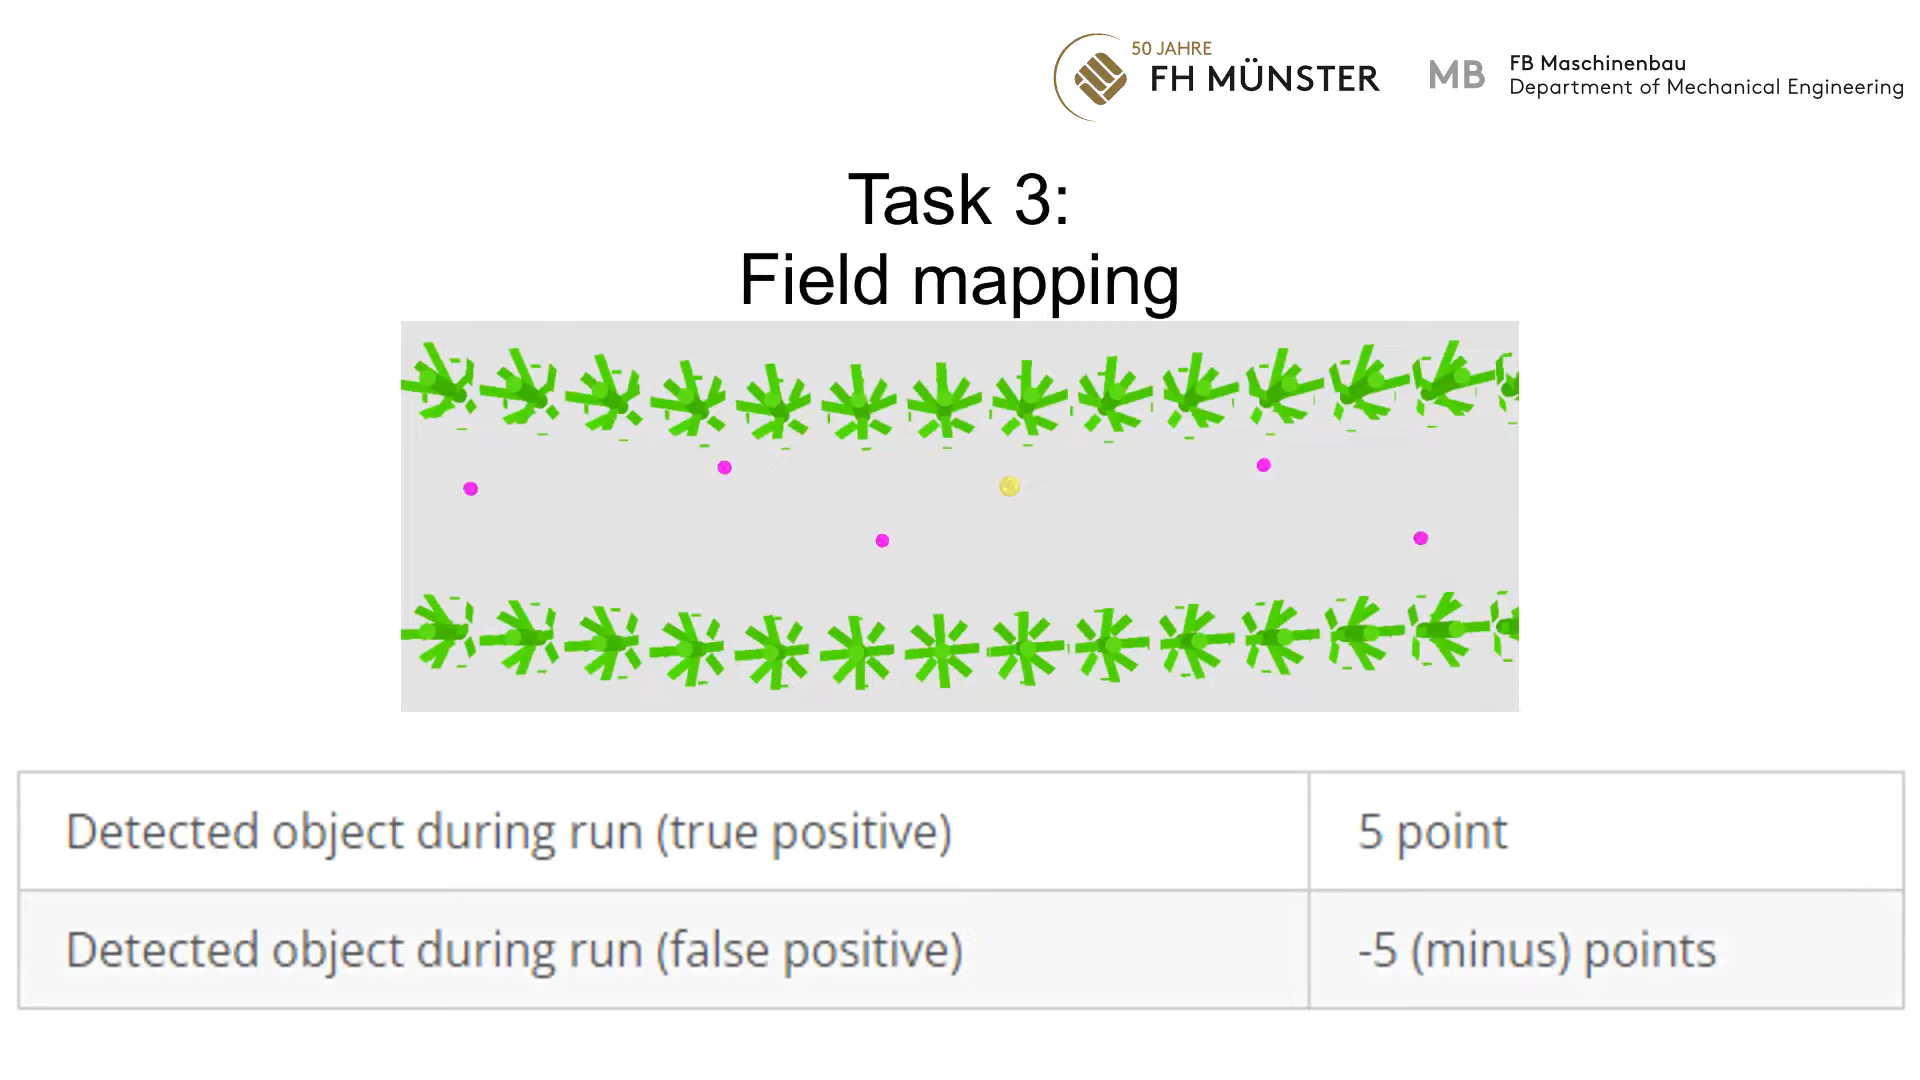 50 JAHRE
FH MÜNSTER
MB
FB Maschinenbau
Department of Mechanical Engineering
Task 3:
Field mapping
Detected object during run (true positive)
5 point
Detected object during run (false positive)
-5 (minus) points